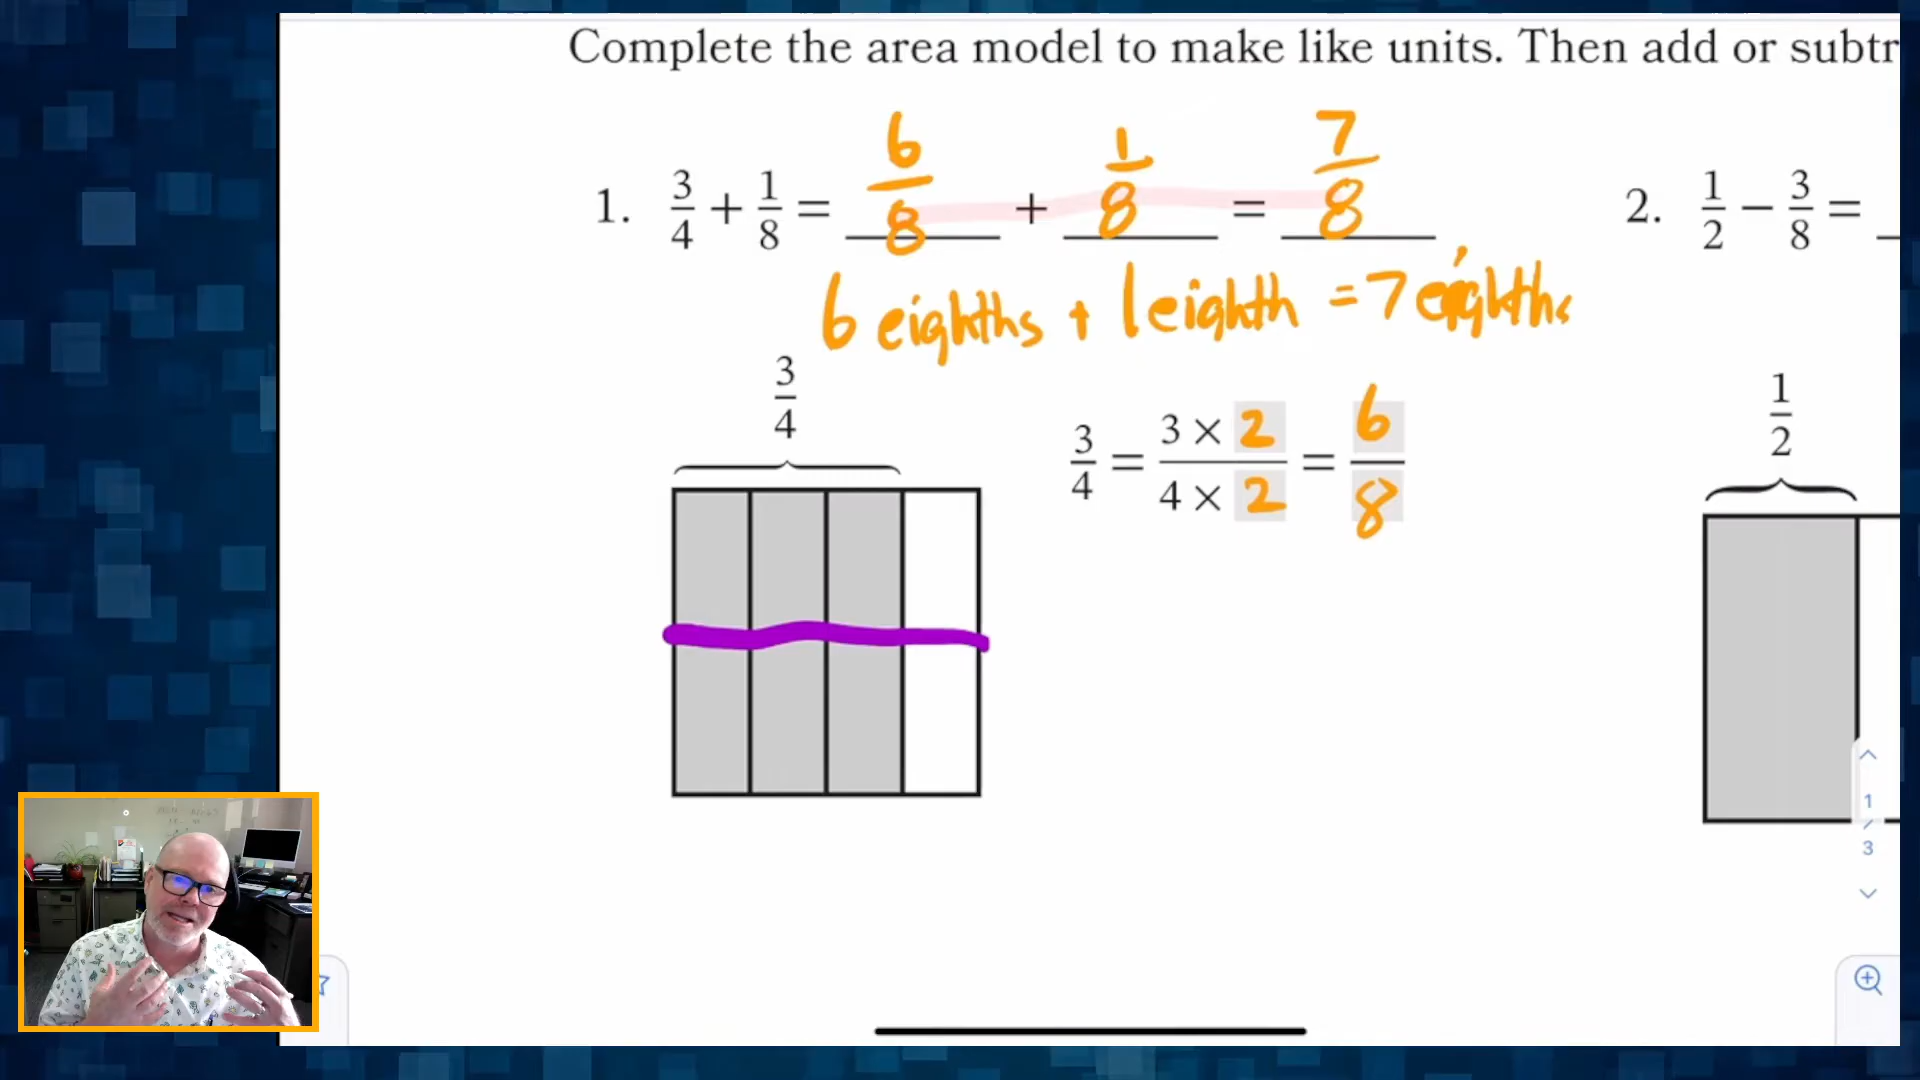 Complete the area model to make like units. Then add or subtr
1. 3/4 + 1/8 = 6/8 + 1/8 = 7/8
6 eighths + 1 eighth = 7 eighths
3/4
3/4 = 3 × 2 / 4 × 2 = 6/8
2. 1/2 − 3/8 =
1/2
1
/
3